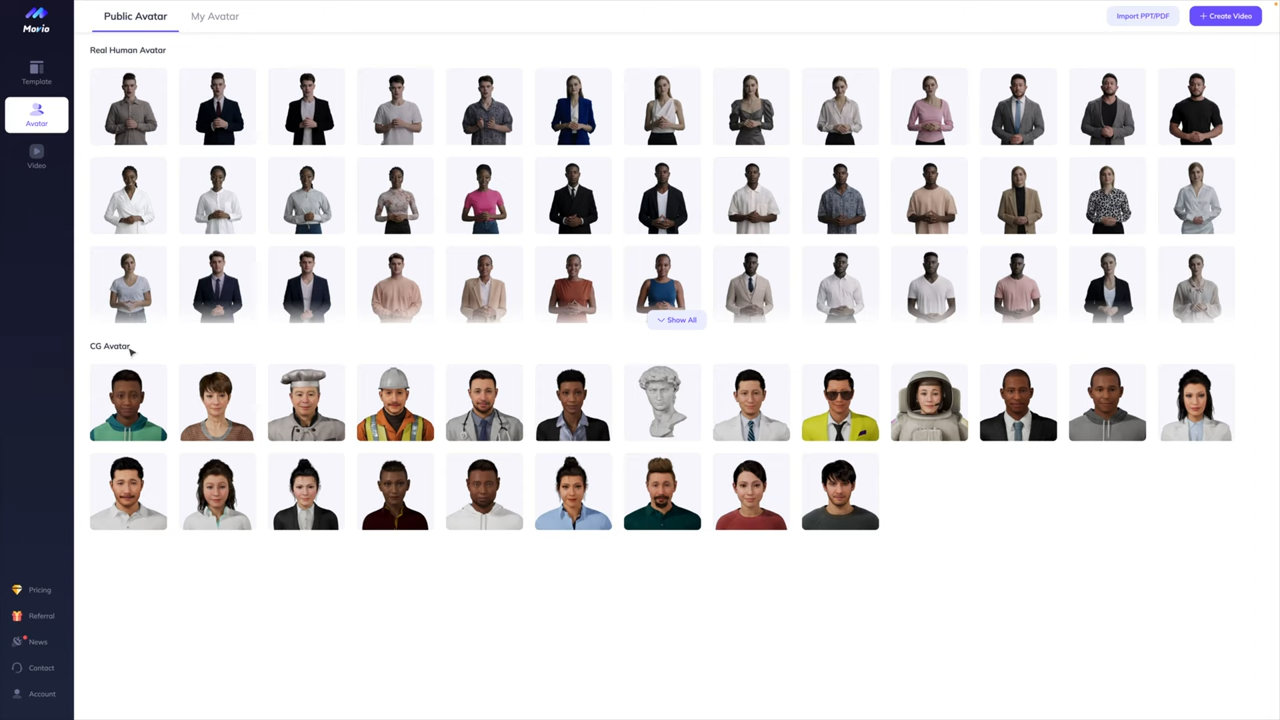 Movio
Template
Avatar
Video
Pricing
Referral
News
Contact
Account
Public Avatar
My Avatar
Import PPT/PDF
+ Create Video
Real Human Avatar
Show All
CG Avatar